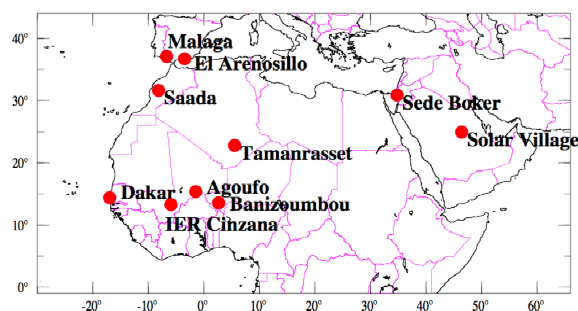 40°
Malaga
El Arenosillo
30°
Saada
Sede Boker
Solar Village
20°
Tamanrasset
Dakar
Agoufo
Banizoumbou
IER Cinzana
10°
0°
-20°
-10°
0°
10°
20°
30°
40°
50°
60°